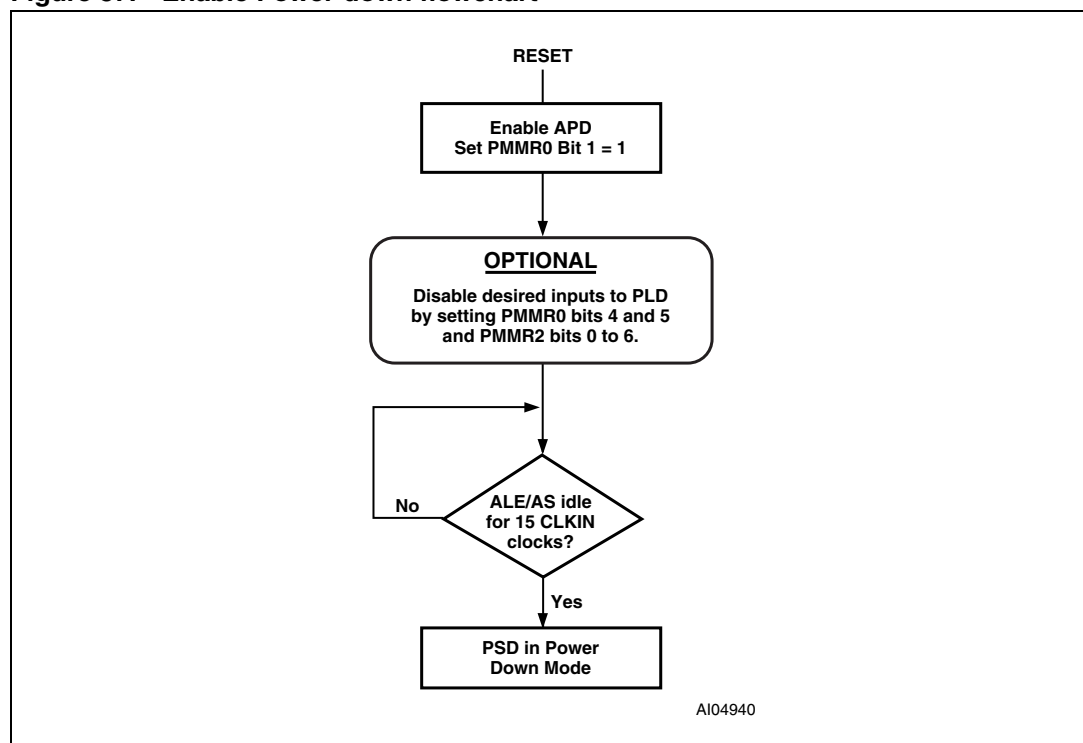 RESET
Enable APD
Set PMMR0 Bit 1 = 1
OPTIONAL
Disable desired inputs to PLD
by setting PMMR0 bits 4 and 5
and PMMR2 bits 0 to 6.
No
ALE/AS idle
for 15 CLKIN
clocks?
Yes
PSD in Power
Down Mode
AI04940